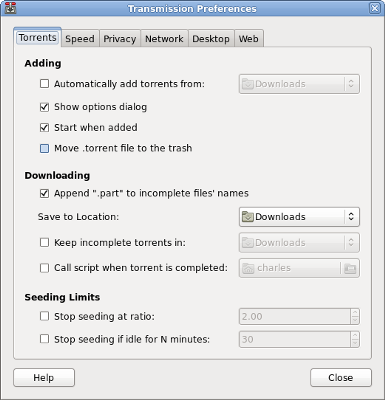 Transmission Preferences
Torrents Speed Privacy Network Desktop Web
Adding
Automatically add torrents from: Downloads
Show options dialog
Start when added
Move .torrent file to the trash
Downloading
Append ".part" to incomplete files' names
Save to Location: Downloads
Keep incomplete torrents in: Downloads
Call script when torrent is completed: charles
Seeding Limits
Stop seeding at ratio: 2.00
Stop seeding if idle for N minutes: 30
Help Close